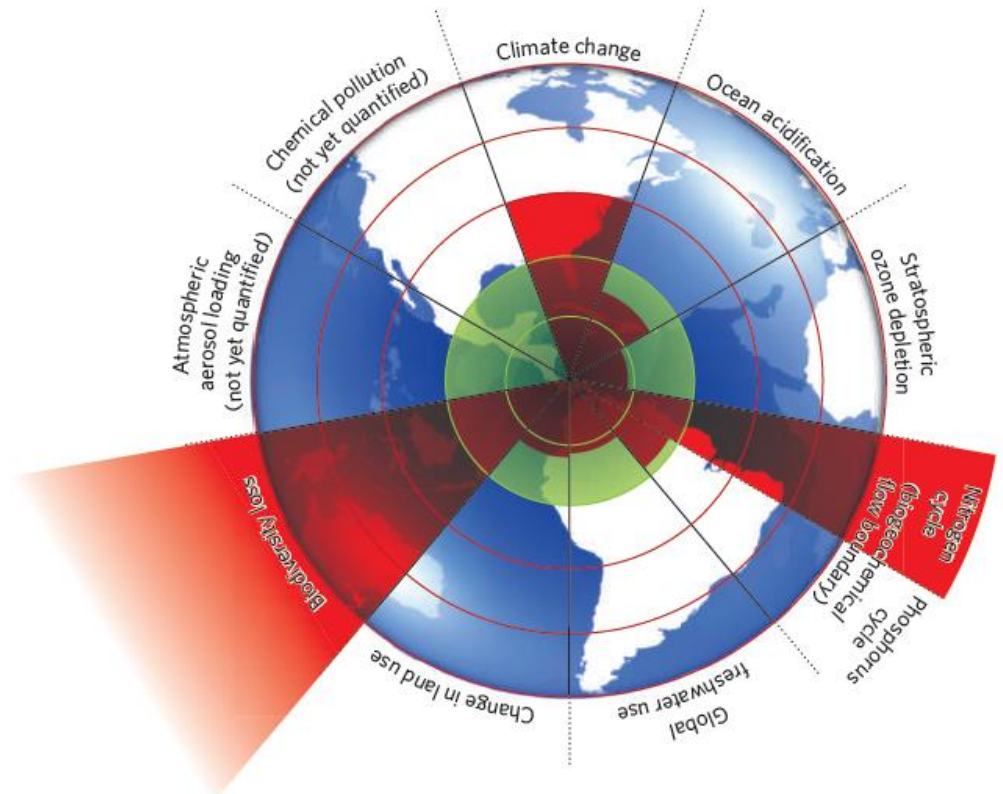 Climate change
Ocean acidification
Stratospheric
ozone depletion
Nitrogen
cycle
(biogeochemical
flow boundary)
Phosphorus
cycle
Global
freshwater use
Change in land use
Biodiversity loss
Atmospheric
aerosol loading
(not yet quantified)
Chemical pollution
(not yet quantified)